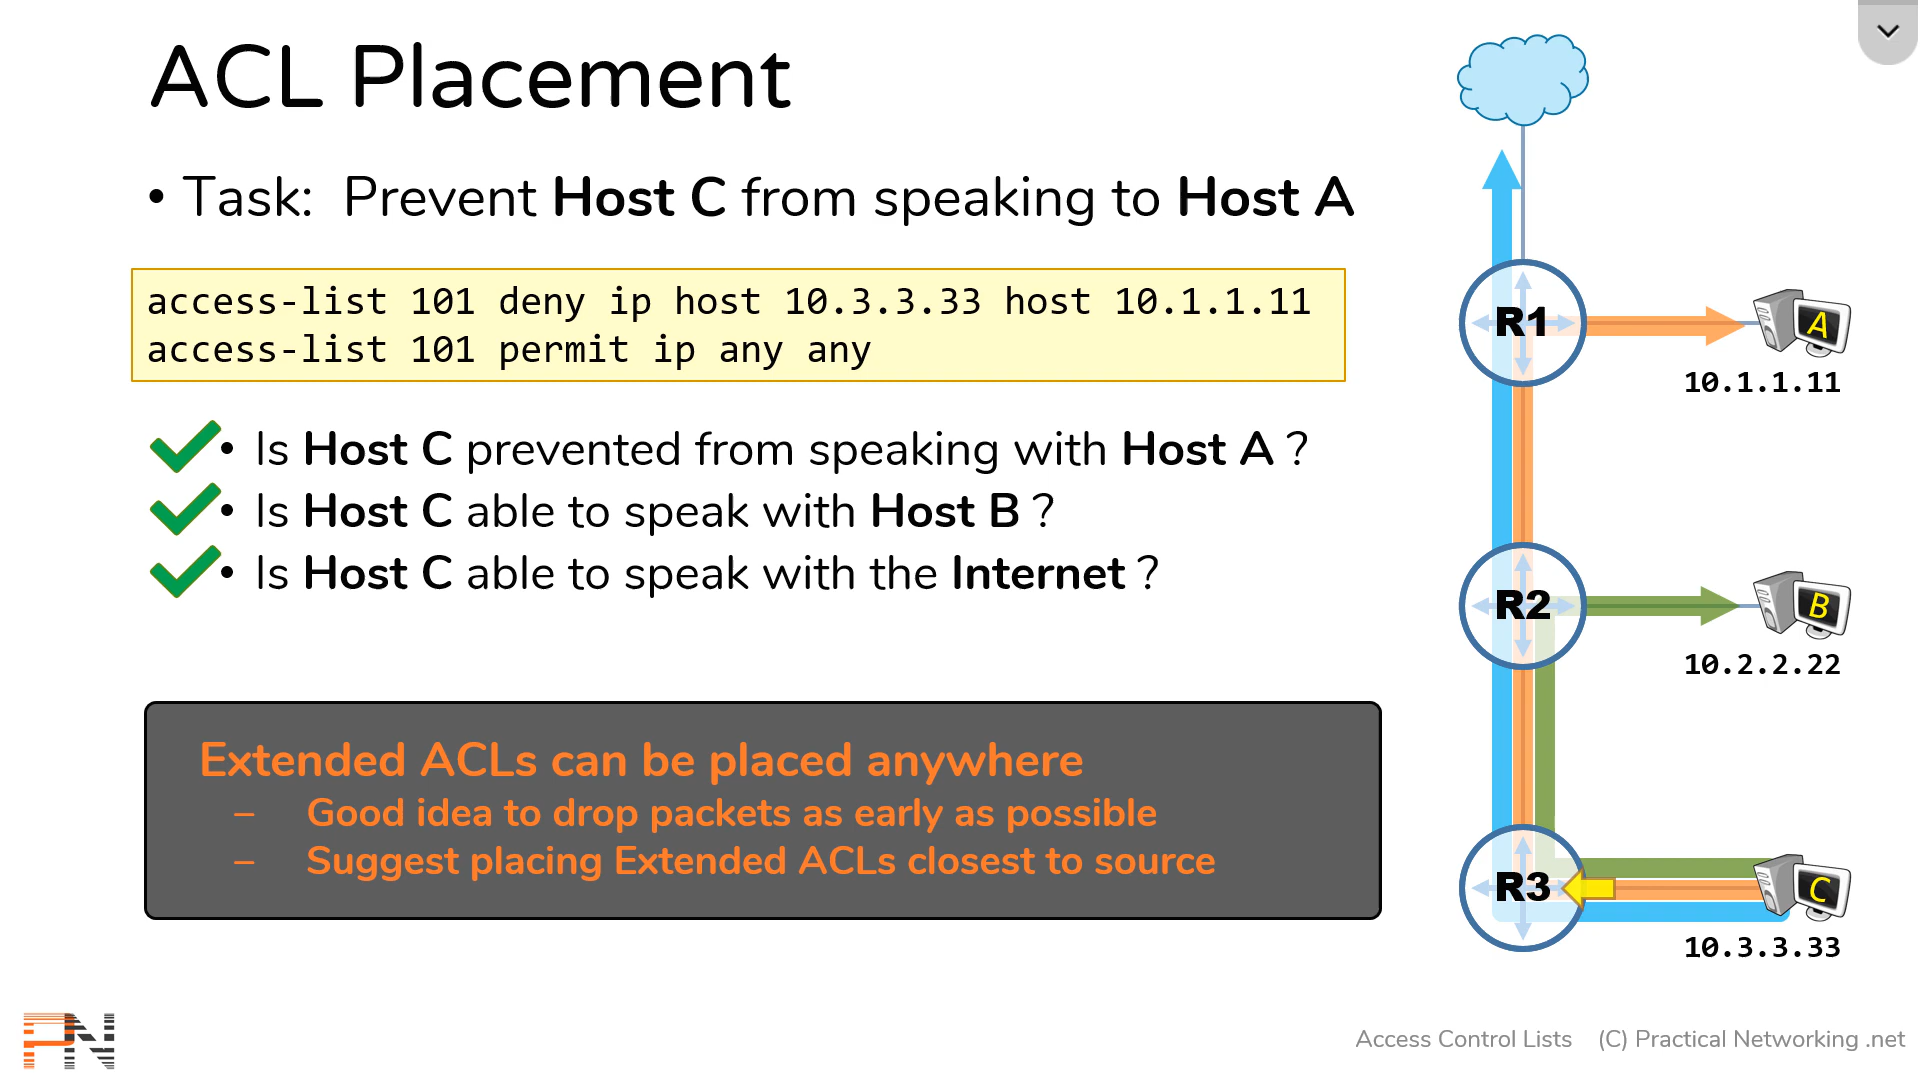 ACL Placement
• Task: Prevent Host C from speaking to Host A
access-list 101 deny ip host 10.3.3.33 host 10.1.1.11
access-list 101 permit ip any any
• Is Host C prevented from speaking with Host A ?
• Is Host C able to speak with Host B ?
• Is Host C able to speak with the Internet ?
Extended ACLs can be placed anywhere
– Good idea to drop packets as early as possible
– Suggest placing Extended ACLs closest to source
R1
A
10.1.1.11
R2
B
10.2.2.22
R3
C
10.3.3.33
PN
Access Control Lists (C) Practical Networking .net